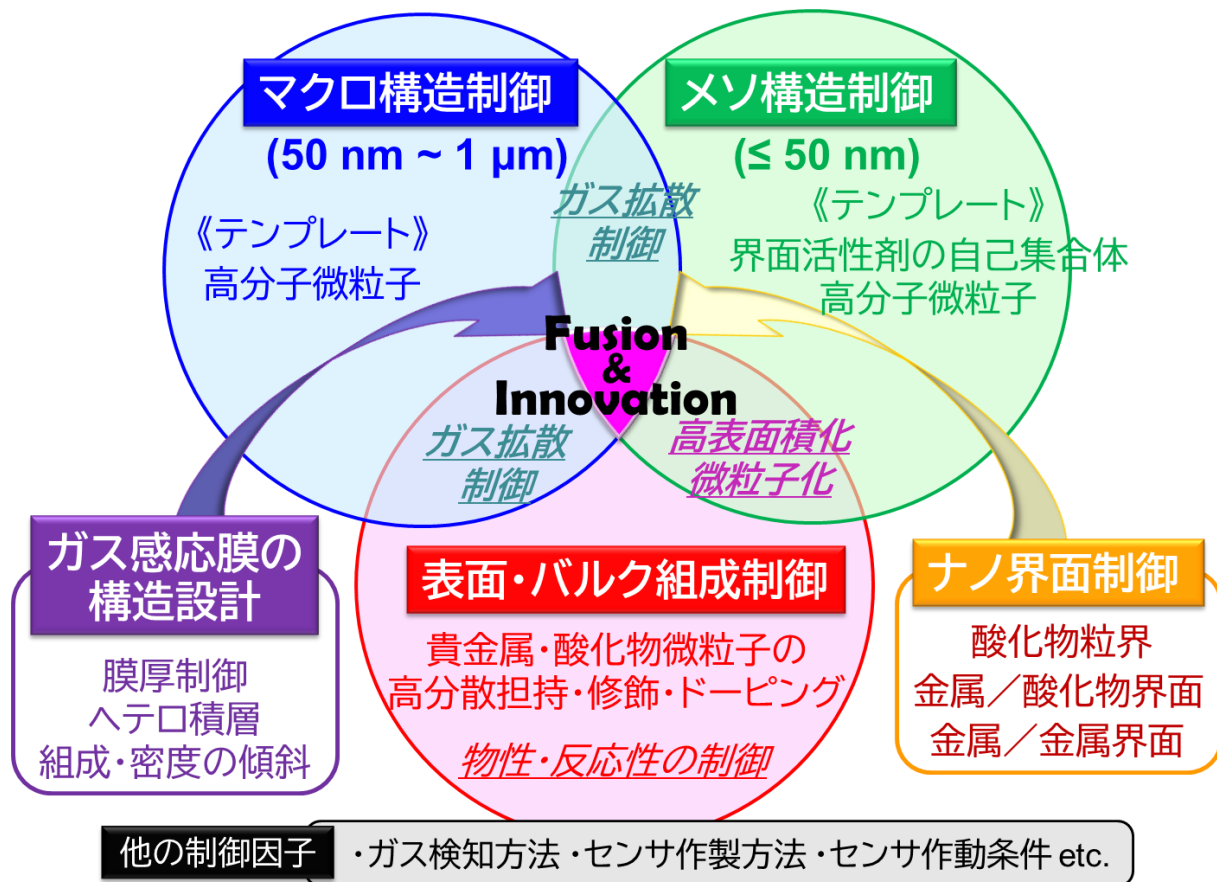 マクロ構造制御
(50 nm ~ 1 µm)
《テンプレート》
高分子微粒子
メソ構造制御
(≤ 50 nm)
《テンプレート》
界面活性剤の自己集合体
高分子微粒子
ガス拡散
制御
Fusion
&
Innovation
ガス拡散
制御
高表面積化
微粒子化
ガス感応膜の
構造設計
膜厚制御
ヘテロ積層
組成・密度の傾斜
表面・バルク組成制御
貴金属・酸化物微粒子の
高分散担持・修飾・ドーピング
物性・反応性の制御
ナノ界面制御
酸化物粒界
金属／酸化物界面
金属／金属界面
他の制御因子
・ガス検知方法 ・センサ作製方法 ・センサ作動条件 etc.